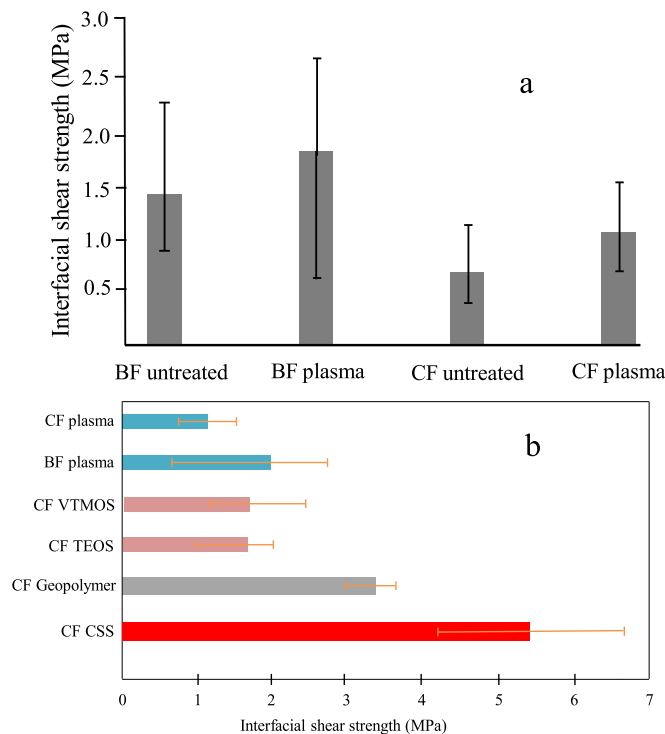 3.0
2.5
2.0
1.5
1.0
0.5
Interfacial shear strength (MPa)
a
BF untreated BF plasma CF untreated CF plasma
b
CF plasma
BF plasma
CF VTMOS
CF TEOS
CF Geopolymer
CF CSS
0 1 2 3 4 5 6 7
Interfacial shear strength (MPa)